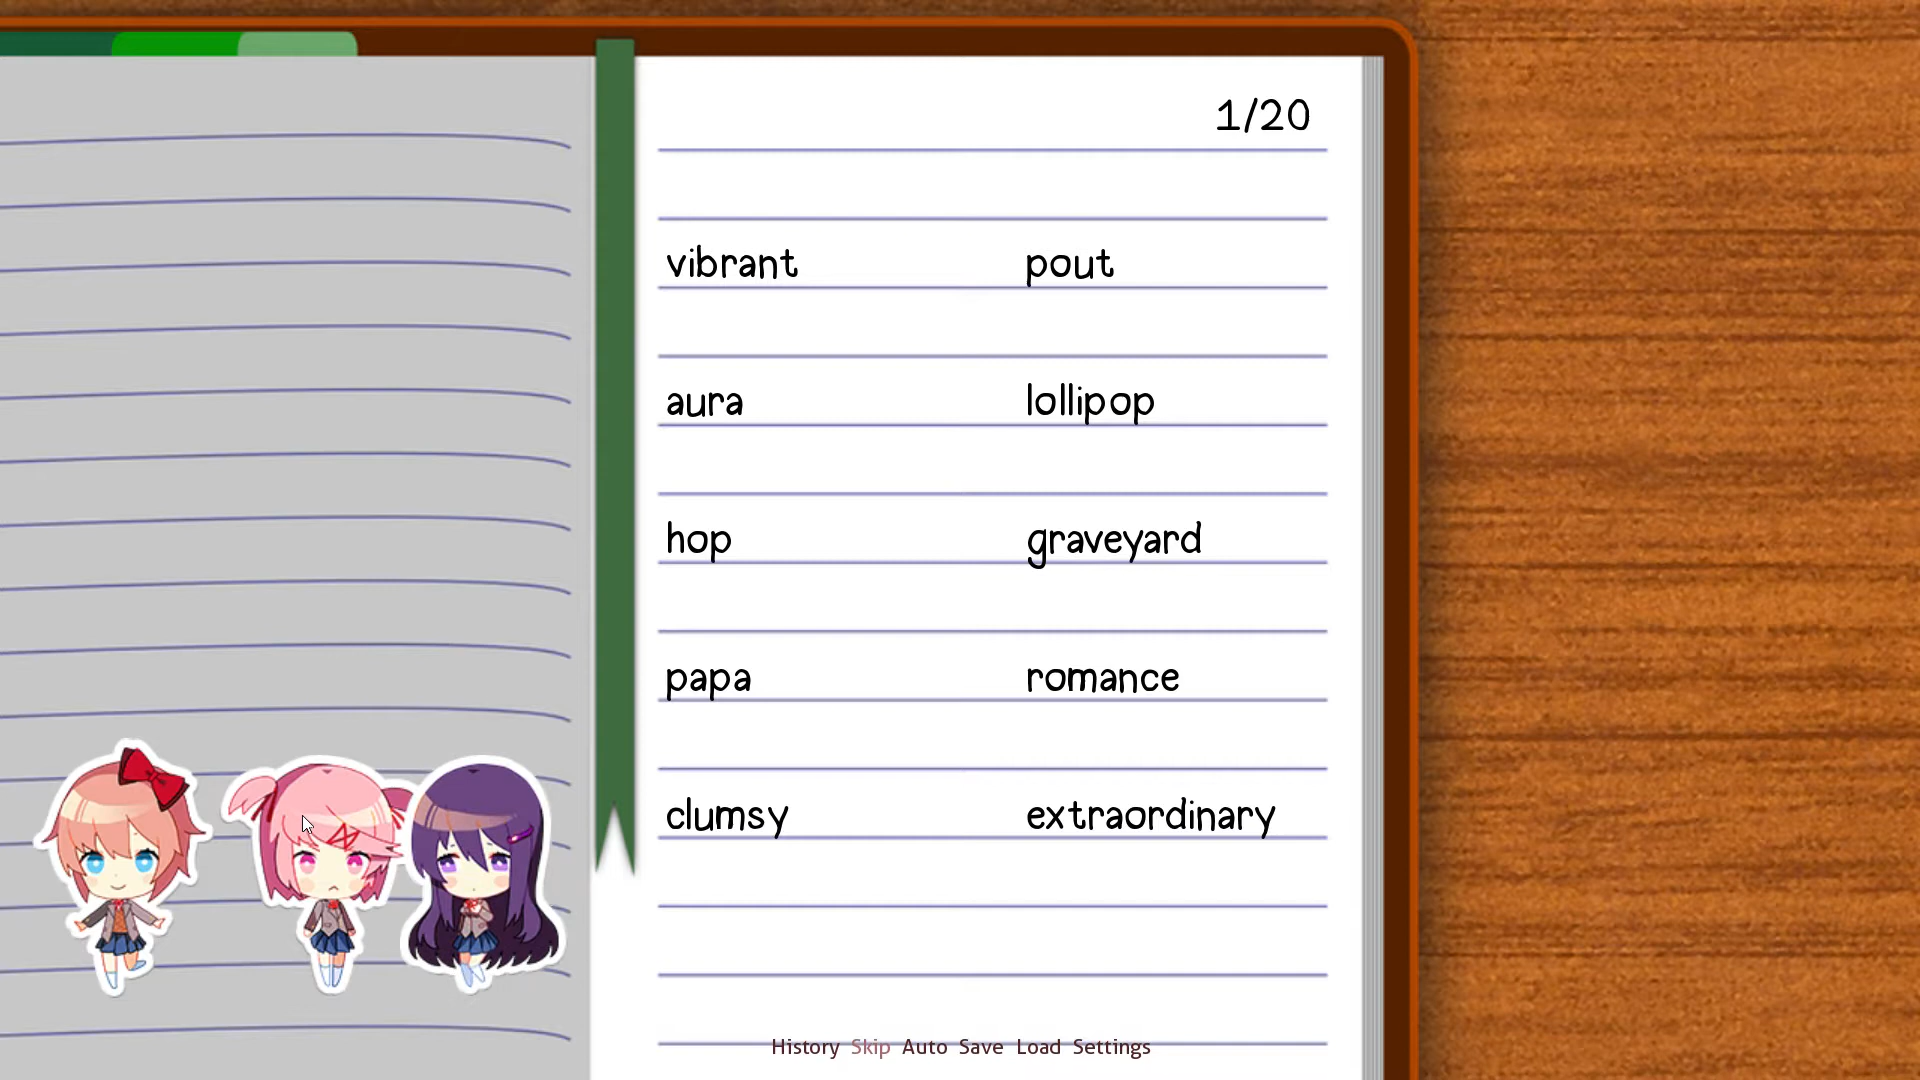 1/20
vibrant pout
aura lollipop
hop graveyard
papa romance
clumsy extraordinary
History Skip Auto Save Load Settings